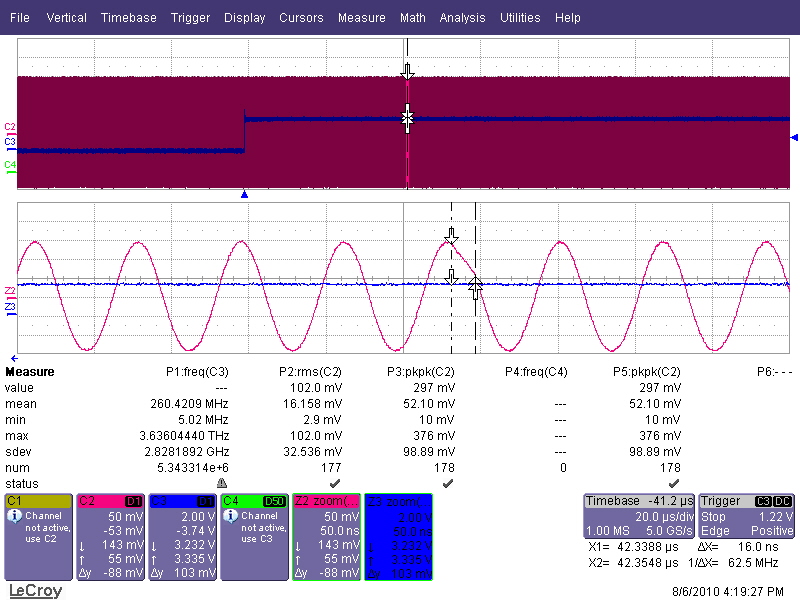 File Vertical Timebase Trigger Display Cursors Measure Math Analysis Utilities Help
C2
C3
C4
Z2
Z3
Measure P1:freq(C3) P2:rms(C2) P3:pkpk(C2) P4:freq(C4) P5:pkpk(C2) P6:- - -
value --- 102.0 mV 297 mV 297 mV
mean 260.4209 MHz 16.158 mV 52.10 mV --- 52.10 mV
min 5.02 MHz 2.9 mV 10 mV --- 10 mV
max 3.63604440 THz 102.0 mV 376 mV --- 376 mV
sdev 2.8281892 GHz 32.536 mV 98.89 mV --- 98.89 mV
num 5.343314e+6 177 178 0 178
status
C1
Channel
not active,
use C2
C2 D1
50 mV
-53 mV
↓ 143 mV
↑ 55 mV
Δy -88 mV
C3 D1
2.00 V
-3.74 V
↓ 3.232 V
↑ 3.335 V
Δy 103 mV
C4 D50
Channel
not active,
use C3
Z2 zoom(...
50 mV
50.0 ns
↓ 143 mV
↑ 55 mV
Δy -88 mV
Z3 zoom(...
2.00 V
50.0 ns
↓ 3.232 V
↑ 3.335 V
Δy 103 mV
Timebase -41.2 µs
20.0 µs/div
1.00 MS 5.0 GS/s
Trigger C3 DC
Stop 1.22 V
Edge Positive
X1= 42.3388 µs ΔX= 16.0 ns
X2= 42.3548 µs 1/ΔX= 62.5 MHz
LeCroy
8/6/2010 4:19:27 PM